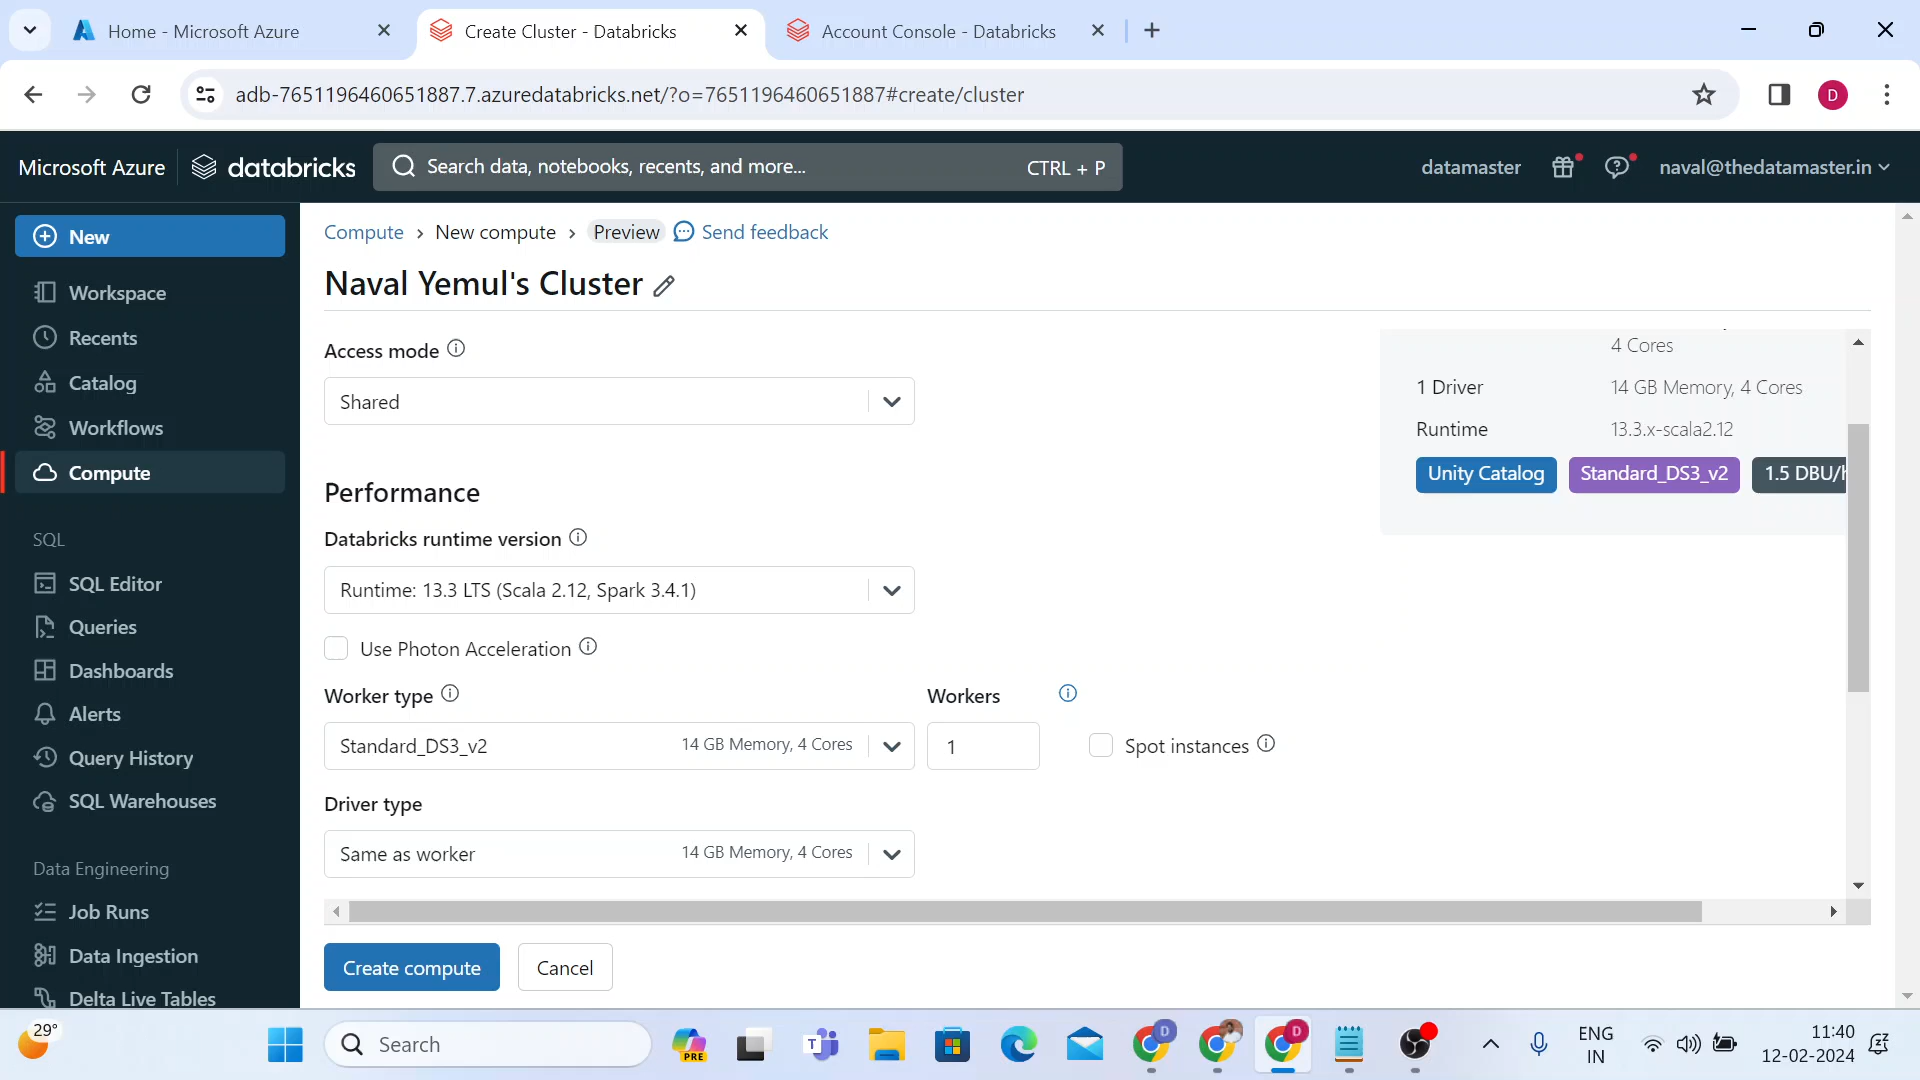 Home - Microsoft Azure
Create Cluster - Databricks
Account Console - Databricks
adb-7651196460651887.7.azuredatabricks.net/?o=7651196460651887#create/cluster
D
Microsoft Azure
databricks
Search data, notebooks, recents, and more...
CTRL + P
datamaster
naval@thedatamaster.in
New
Workspace
Recents
Catalog
Workflows
Compute
SQL
SQL Editor
Queries
Dashboards
Alerts
Query History
SQL Warehouses
Data Engineering
Job Runs
Data Ingestion
Delta Live Tables
Compute › New compute › Preview Send feedback
Naval Yemul's Cluster
Access mode
Shared
Performance
Databricks runtime version
Runtime: 13.3 LTS (Scala 2.12, Spark 3.4.1)
Use Photon Acceleration
Worker type
Workers
Standard_DS3_v2 14 GB Memory, 4 Cores
1
Spot instances
Driver type
Same as worker 14 GB Memory, 4 Cores
4 Cores
1 Driver 14 GB Memory, 4 Cores
Runtime 13.3.x-scala2.12
Unity Catalog Standard_DS3_v2 1.5 DBU/h
Create compute
Cancel
29°
Search
PRE
T
D
D
ENG
IN
11:40
12-02-2024